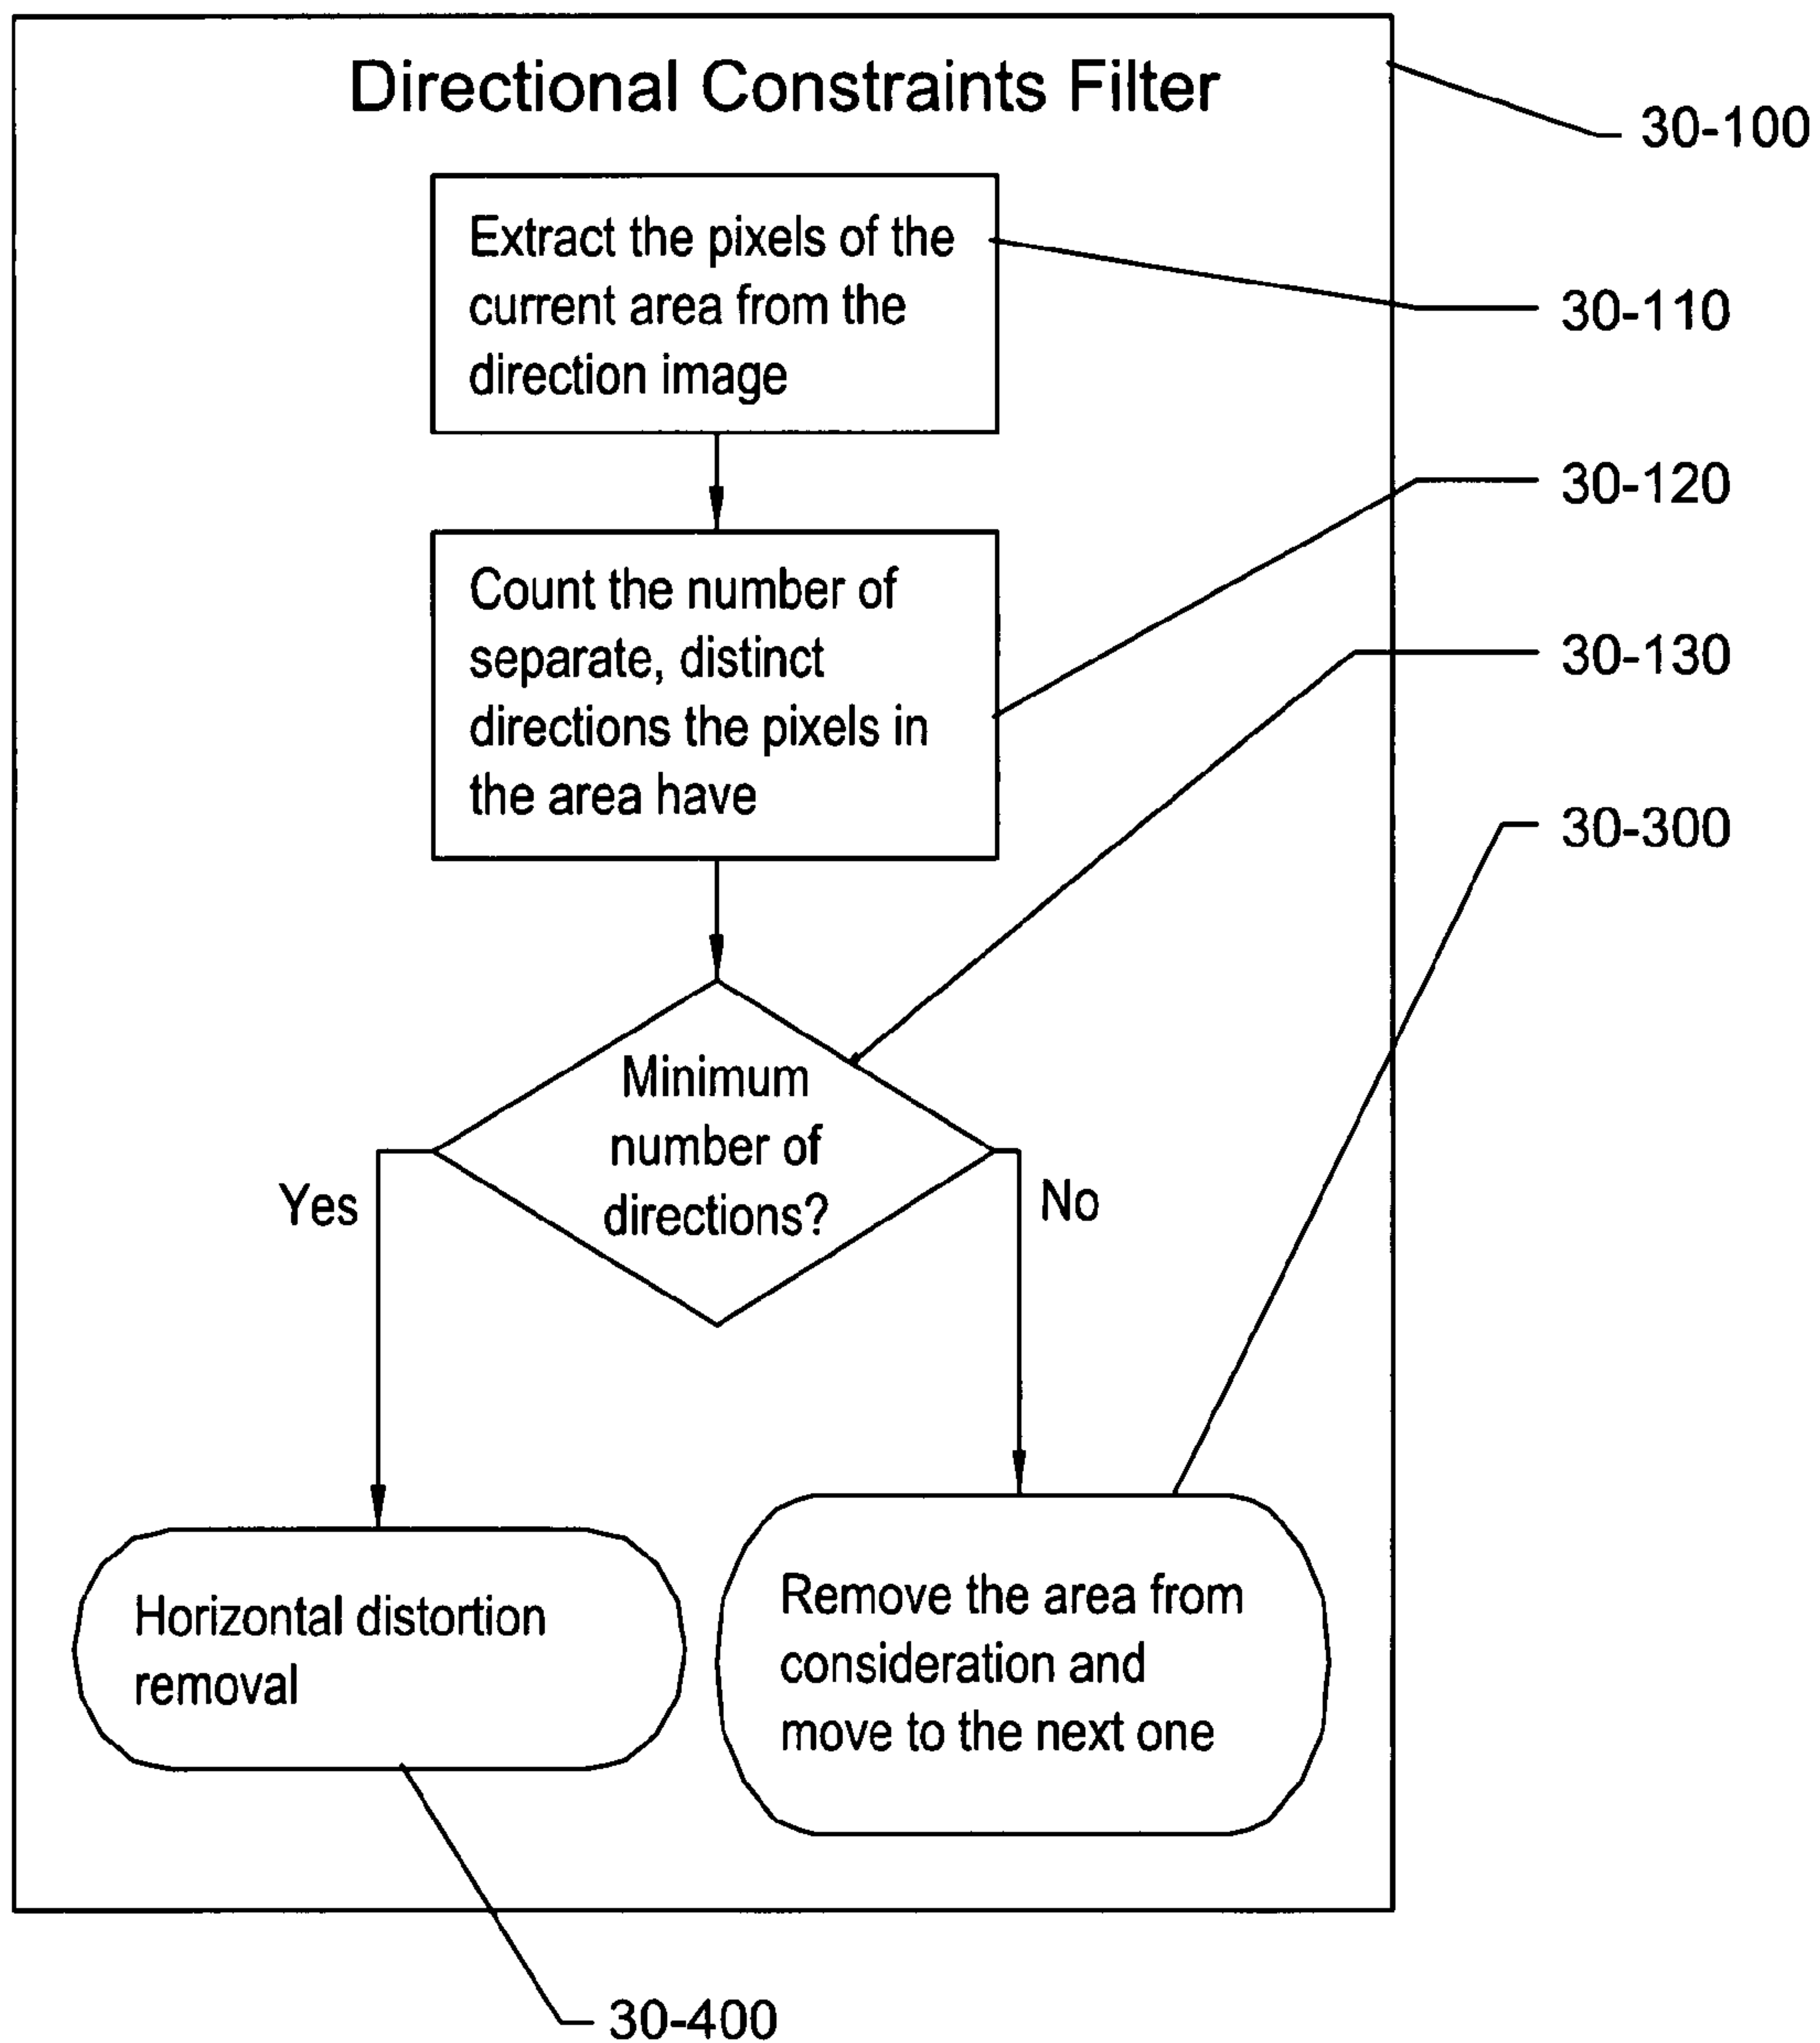 Directional Constraints Filter
30-100
Extract the pixels of the
current area from the
direction image
30-110
30-120
Count the number of
separate, distinct
directions the pixels in
the area have
30-130
30-300
Minimum
number of
directions?
Yes
No
Horizontal distortion
removal
Remove the area from
consideration and
move to the next one
30-400